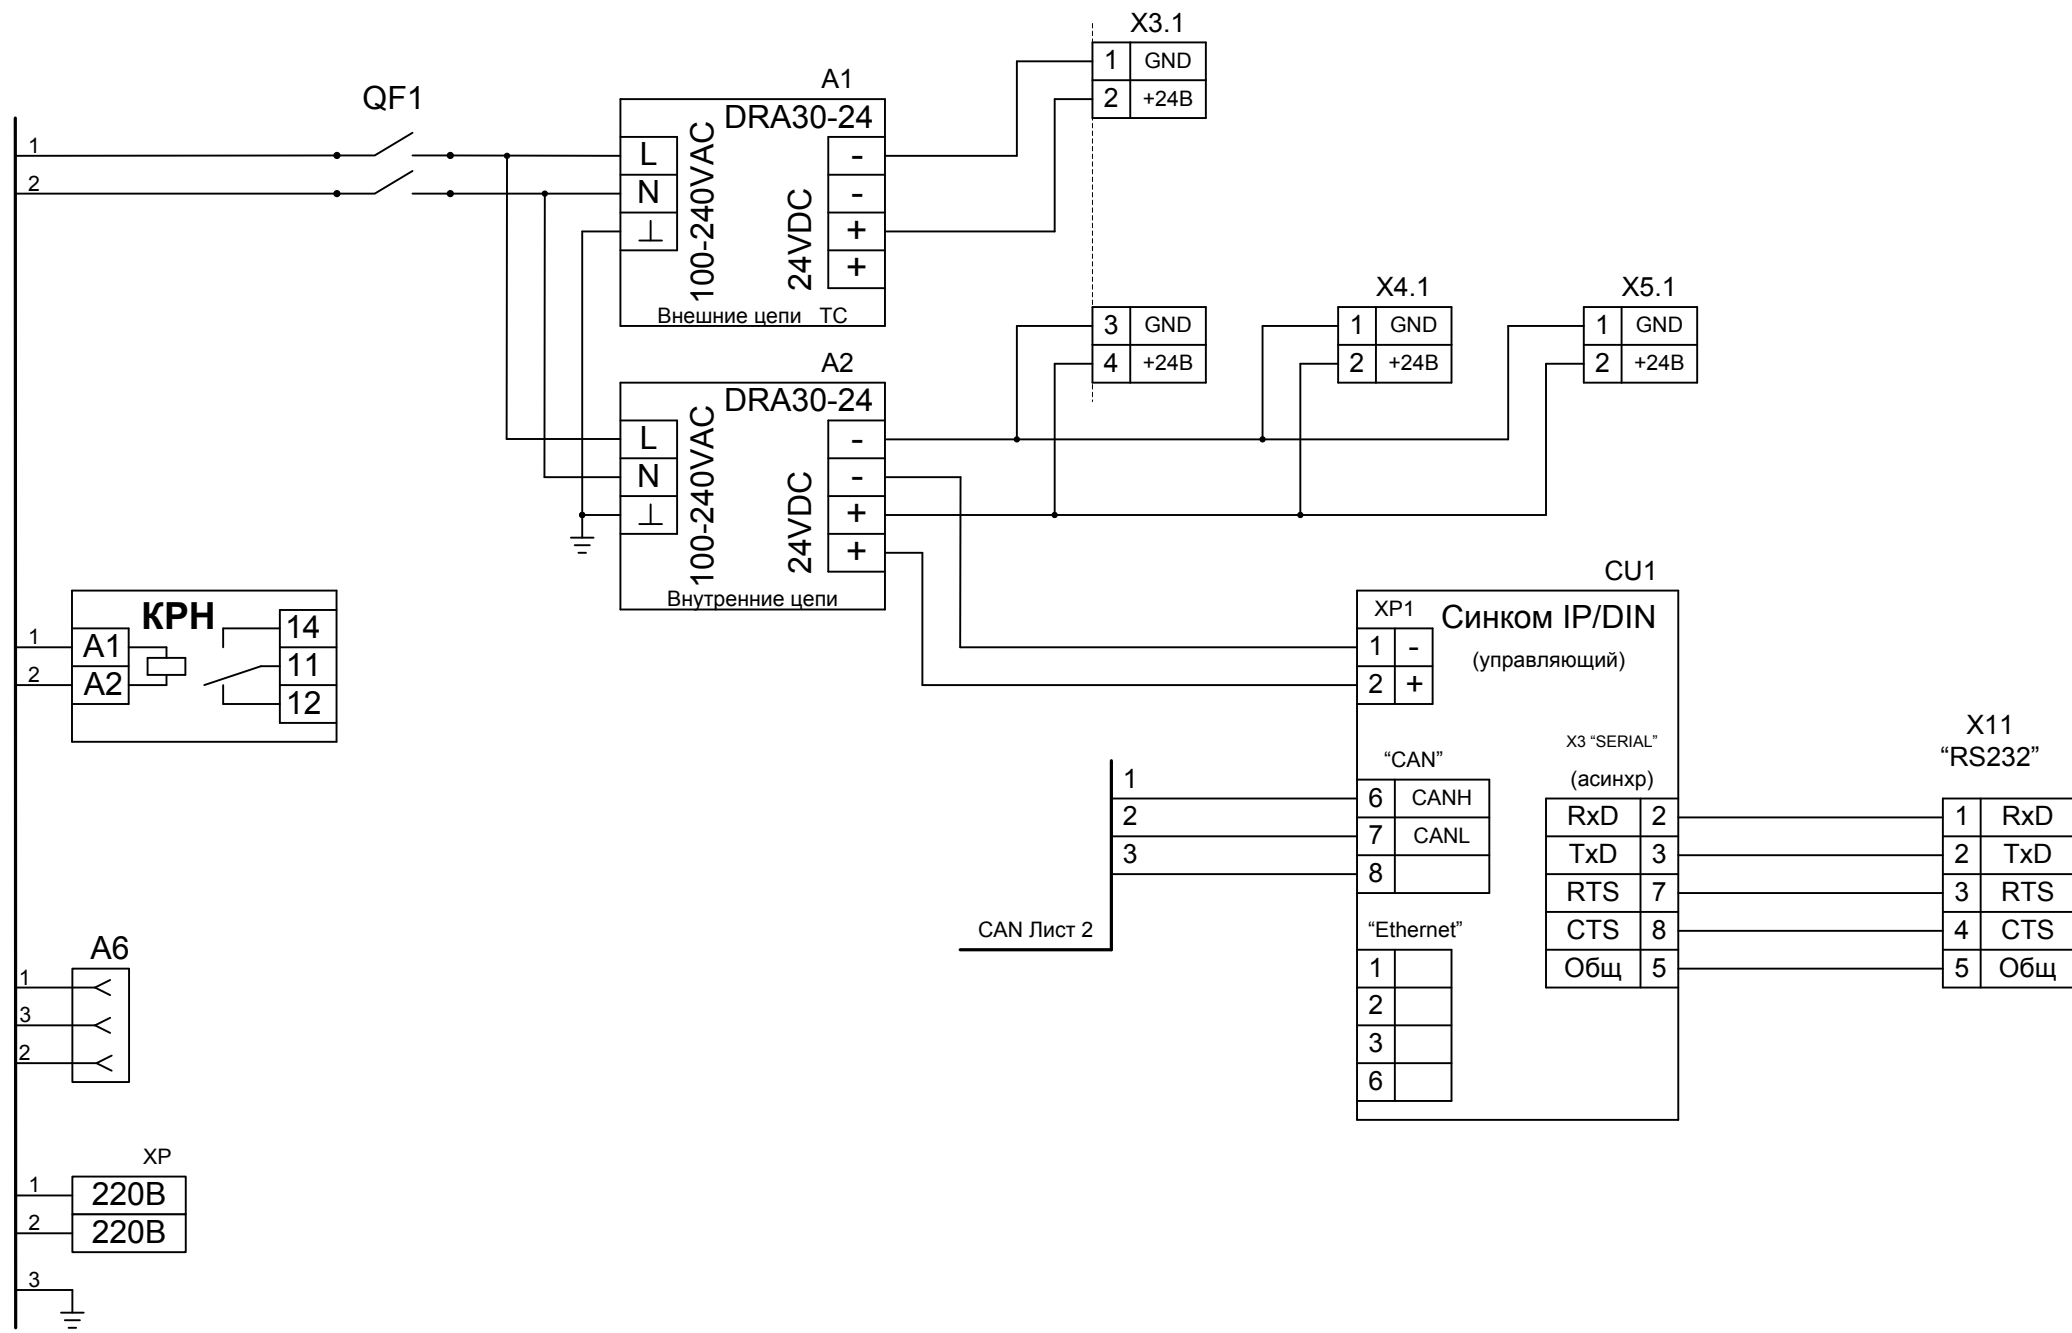 X3.1
1 GND
2 +24В
QF1
A1
DRA30-24
100-240VAC
24VDC
L -
N -
⊥ +
+
Внешние цепи ТС
1
2
X4.1
X5.1
3 GND
4 +24В
1 GND
2 +24В
1 GND
2 +24В
A2
DRA30-24
100-240VAC
24VDC
L -
N -
⊥ +
+
Внутренние цепи
КРН
1 A1 14
2 A2 11
12
CU1
XP1
Синком IP/DIN
(управляющий)
1 -
2 +
X3 “SERIAL”
(асинхр)
“CAN”
1 6 CANH
2 7 CANL
3 8
CAN Лист 2
RxD 2
TxD 3
RTS 7
CTS 8
Общ 5
X11
“RS232”
1 RxD
2 TxD
3 RTS
4 CTS
5 Общ
“Ethernet”
1
2
3
6
A6
1
3
2
XP
1 220В
2 220В
3